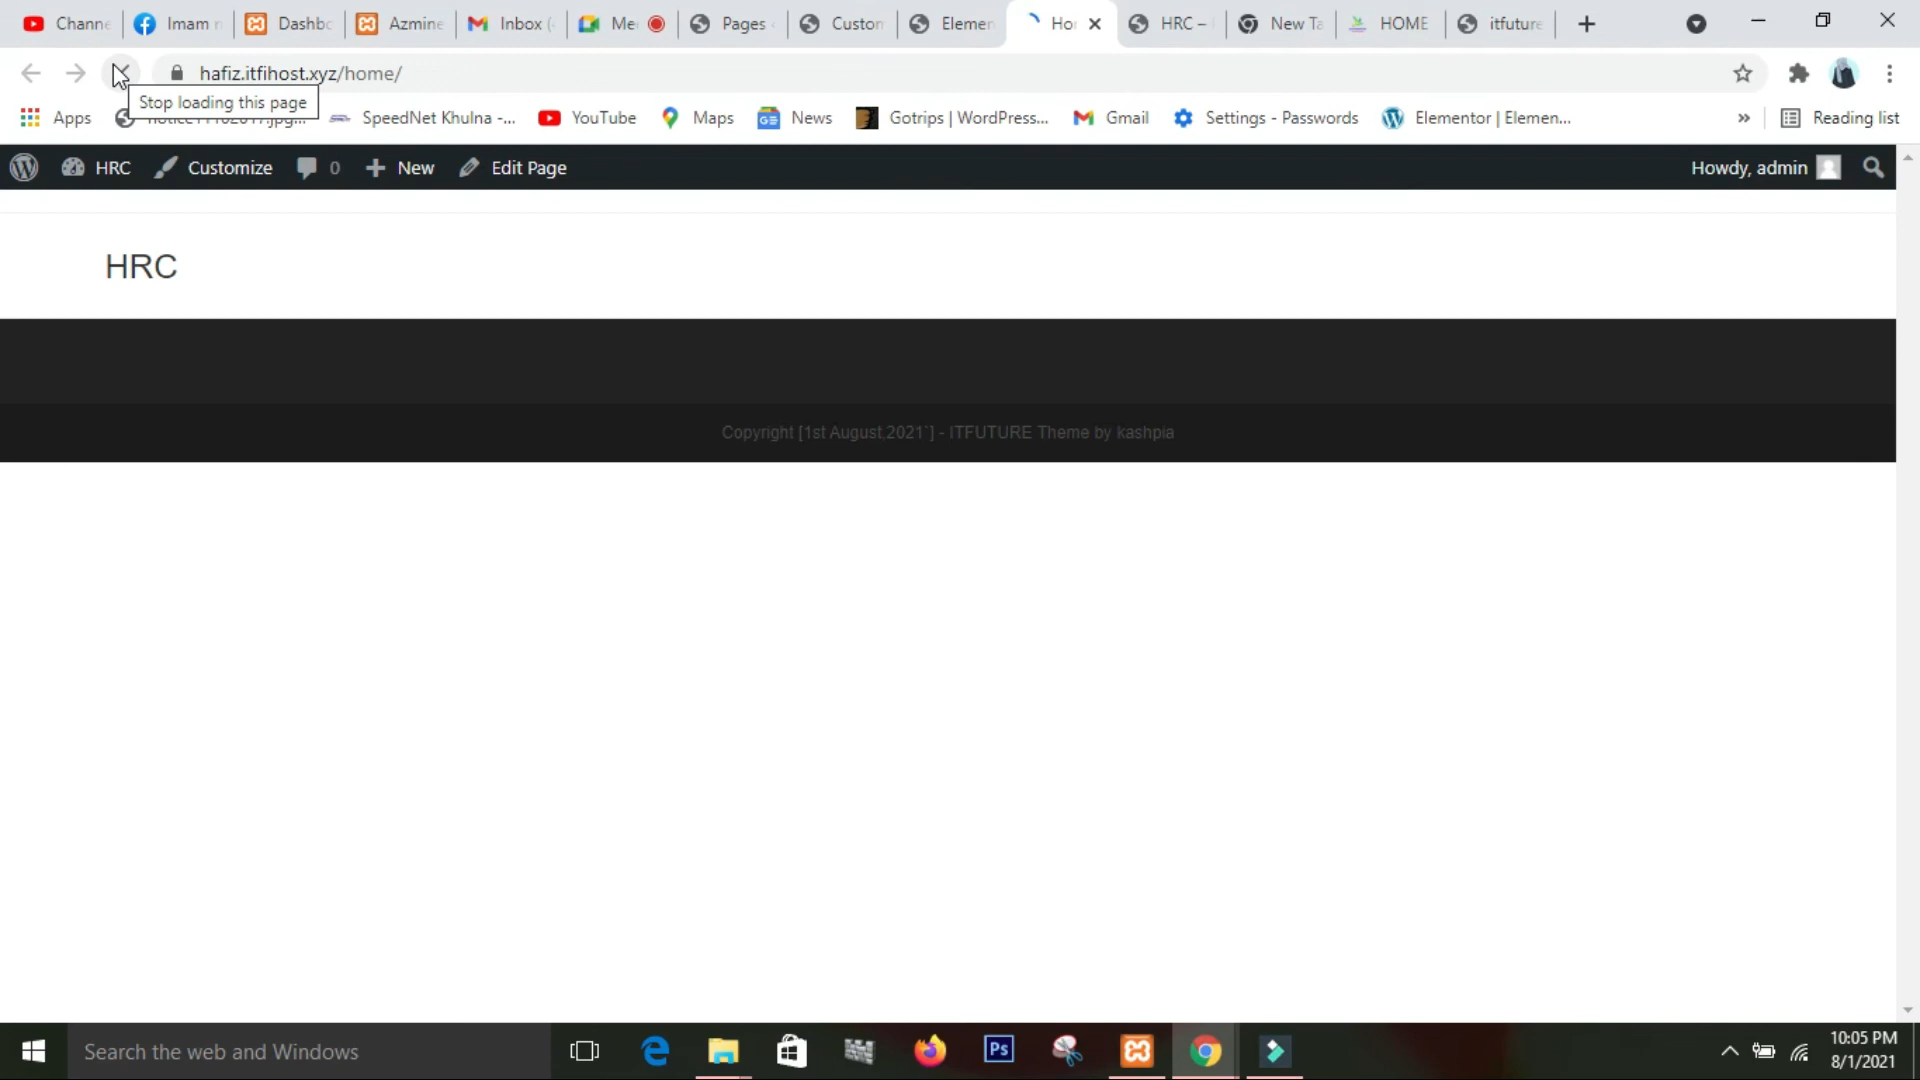 Channe
Imam n
Dashbo
Azmine
Inbox (
Me
Pages
Custon
Elemen
Ho
HRC –
New Ta
HOME
itfuture
hafiz.itfihost.xyz/home/
Stop loading this page
Apps
SpeedNet Khulna -...
YouTube
Maps
News
Gotrips | WordPress...
Gmail
Settings - Passwords
Elementor | Elemen...
»
Reading list
HRC
Customize
0
New
Edit Page
Howdy, admin
HRC
Copyright [1st August,2021`] - ITFUTURE Theme by kashpia
Search the web and Windows
Ps
10:05 PM
8/1/2021